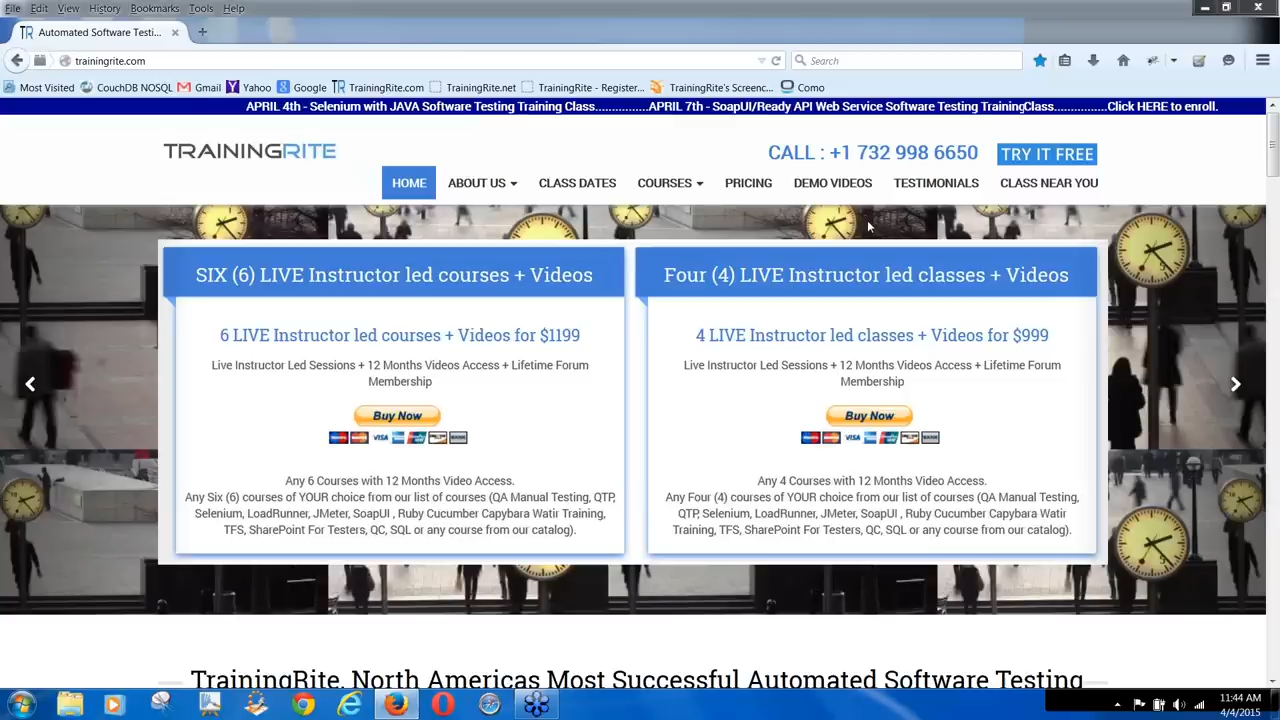 File Edit View History Bookmarks Tools Help
Automated Software Testi...
trainingrite.com
Search
Most Visited CouchDB NOSQL Gmail Yahoo Google TrainingRite.com TrainingRite.net TrainingRite - Register... TrainingRite's Screenc... Como
APRIL 4th - Selenium with JAVA Software Testing Training Class...............APRIL 7th - SoapUI/Ready API Web Service Software Testing TrainingClass...............Click HERE to enroll.
TRAININGRITE
CALL : +1 732 998 6650 TRY IT FREE
HOME ABOUT US CLASS DATES COURSES PRICING DEMO VIDEOS TESTIMONIALS CLASS NEAR YOU
SIX (6) LIVE Instructor led courses + Videos
6 LIVE Instructor led courses + Videos for $1199
Live Instructor Led Sessions + 12 Months Videos Access + Lifetime Forum
Membership
Buy Now
VISA
Any 6 Courses with 12 Months Video Access.
Any Six (6) courses of YOUR choice from our list of courses (QA Manual Testing, QTP,
Selenium, LoadRunner, JMeter, SoapUI , Ruby Cucumber Capybara Watir Training,
TFS, SharePoint For Testers, QC, SQL or any course from our catalog).
Four (4) LIVE Instructor led classes + Videos
4 LIVE Instructor led classes + Videos for $999
Live Instructor Led Sessions + 12 Months Videos Access + Lifetime Forum
Membership
Buy Now
VISA
Any 4 Courses with 12 Months Video Access.
Any Four (4) courses of YOUR choice from our list of courses (QA Manual Testing,
QTP, Selenium, LoadRunner, JMeter, SoapUI , Ruby Cucumber Capybara Watir
Training, TFS, SharePoint For Testers, QC, SQL or any course from our catalog).
TrainingRite, North Americas Most Successful Automated Software Testing
11:44 AM
4/4/2015